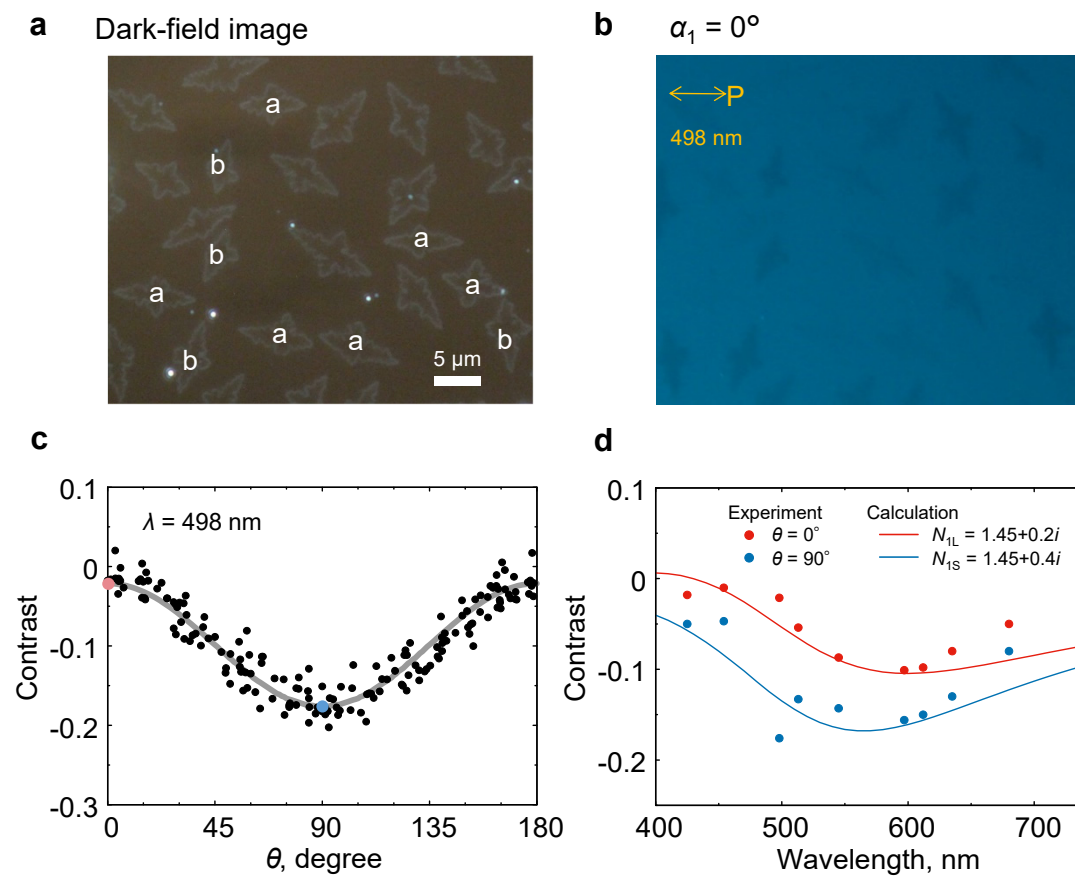 a Dark-field image
a
b
b
a
a
a
a
a
b
b
5 µm
b α1 = 0°
P
498 nm
c
0.1
0
-0.1
-0.2
-0.3
Contrast
λ = 498 nm
0 45 90 135 180
θ, degree
d
0.1
0
-0.1
-0.2
Contrast
Experiment Calculation
θ = 0° N1L = 1.45+0.2i
θ = 90° N1S = 1.45+0.4i
400 500 600 700
Wavelength, nm